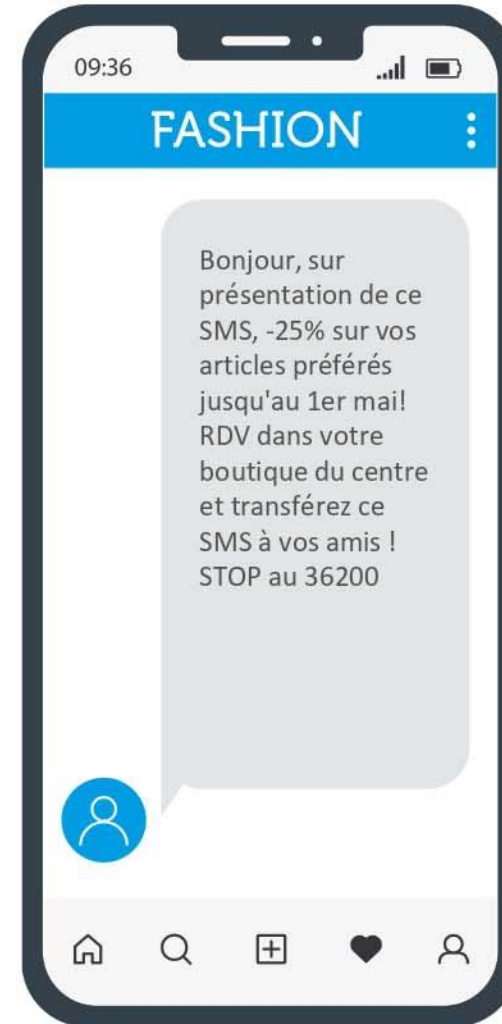 09:36
FASHION
Bonjour, sur
présentation de ce
SMS, -25% sur vos
articles préférés
jusqu'au 1er mai!
RDV dans votre
boutique du centre
et transférez ce
SMS à vos amis !
STOP au 36200